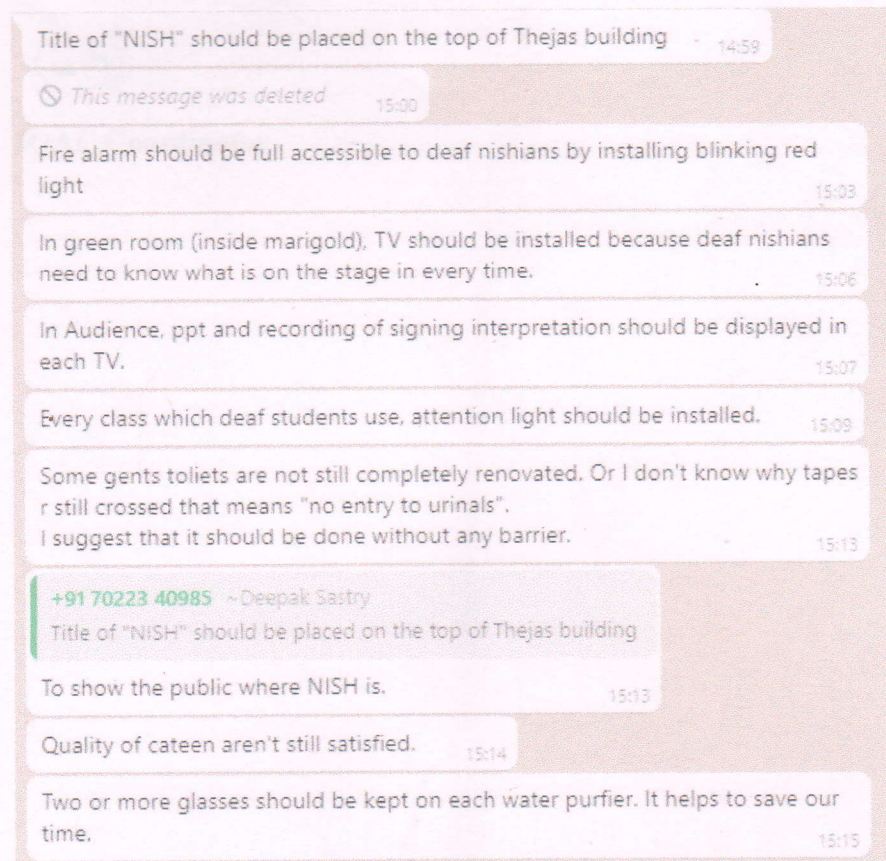 Title of "NISH" should be placed on the top of Thejas building 14:59
This message was deleted 15:00
Fire alarm should be full accessible to deaf nishians by installing blinking red
light 15:03
In green room (inside marigold), TV should be installed because deaf nishians
need to know what is on the stage in every time. 15:06
In Audience, ppt and recording of signing interpretation should be displayed in
each TV. 15:07
Every class which deaf students use, attention light should be installed. 15:09
Some gents toliets are not still completely renovated. Or I don't know why tapes
r still crossed that means "no entry to urinals".
I suggest that it should be done without any barrier. 15:13
+91 70223 40985 ~Deepak Sastry
Title of "NISH" should be placed on the top of Thejas building
To show the public where NISH is. 15:13
Quality of cateen aren't still satisfied. 15:14
Two or more glasses should be kept on each water purfier. It helps to save our
time. 15:15